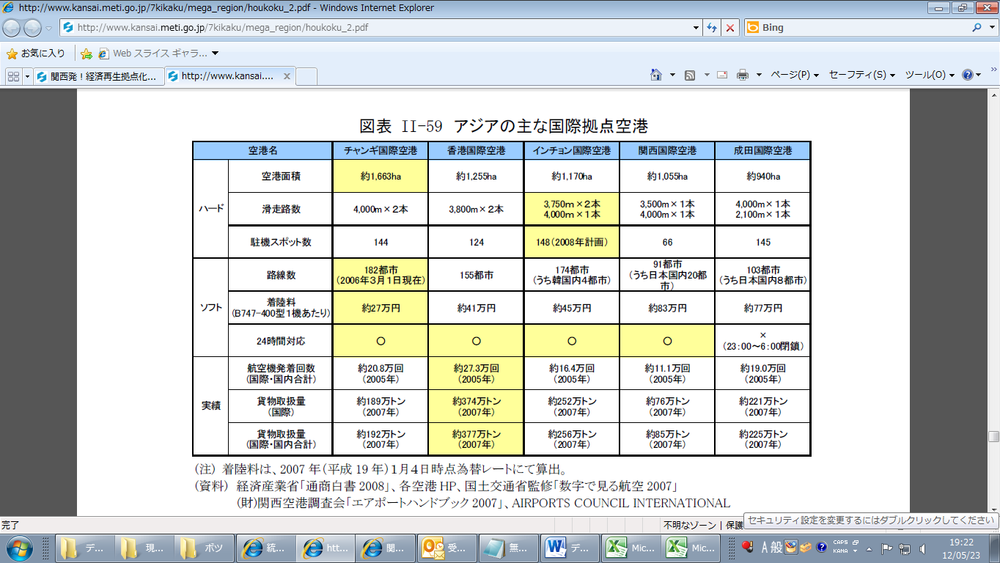 http://www.kansai.meti.go.jp/7kikaku/mega_region/houkoku_2.pdf - Windows Internet Explorer
http://www.kansai.meti.go.jp/7kikaku/mega_region/houkoku_2.pdf
Bing
お気に入り Web スライス ギャラ...
関西発！経済再生拠点化... http://www.kansai.... ページ(P) セーフティ(S) ツール(O)
図表 II-59 アジアの主な国際拠点空港
空港名 チャンギ国際空港 香港国際空港 インチョン国際空港 関西国際空港 成田国際空港
ハード
空港面積 約1,663ha 約1,255ha 約1,170ha 約1,055ha 約940ha
滑走路数 4,000m×2本 3,800m×2本 3,750m×2本 3,500m×1本 4,000m×1本
4,000m×1本 4,000m×1本 2,100m×1本
駐機スポット数 144 124 148(2008年計画) 66 145
ソフト
路線数 182都市 155都市 174都市 91都市 103都市
(2006年3月1日現在) (うち韓国内4都市) (うち日本国内20都市) (うち日本国内8都市)
着陸料 約27万円 約41万円 約45万円 約83万円 約77万円
(B747-400型1機あたり)
24時間対応 ○ ○ ○ ○ ×
(23:00～6:00閉鎖)
実績
航空機発着回数 約20.8万回 約27.3万回 約16.4万回 約11.1万回 約19.0万回
(国際・国内合計) (2005年) (2005年) (2005年) (2005年) (2005年)
貨物取扱量 約189万トン 約374万トン 約252万トン 約76万トン 約221万トン
(国際) (2007年) (2007年) (2007年) (2007年) (2007年)
貨物取扱量 約192万トン 約377万トン 約256万トン 約85万トン 約225万トン
(国際・国内合計) (2007年) (2007年) (2007年) (2007年) (2007年)
(注) 着陸料は、2007年(平成19年)1月4日時点為替レートにて算出。
(資料) 経済産業省「通商白書2008」、各空港HP、国土交通省監修「数字で見る航空2007」
(財)関西空港調査会「エアポートハンドブック2007」、AIRPORTS COUNCIL INTERNATIONAL
完了 不明なゾーン | 保護
セキュリティ設定を変更するにはダブルクリックしてください
デ... 現... ボツ 統... htt... 関... 受... 無... デ... Mic... Mic... A 般 CAPS KANA 19:22
12/05/23